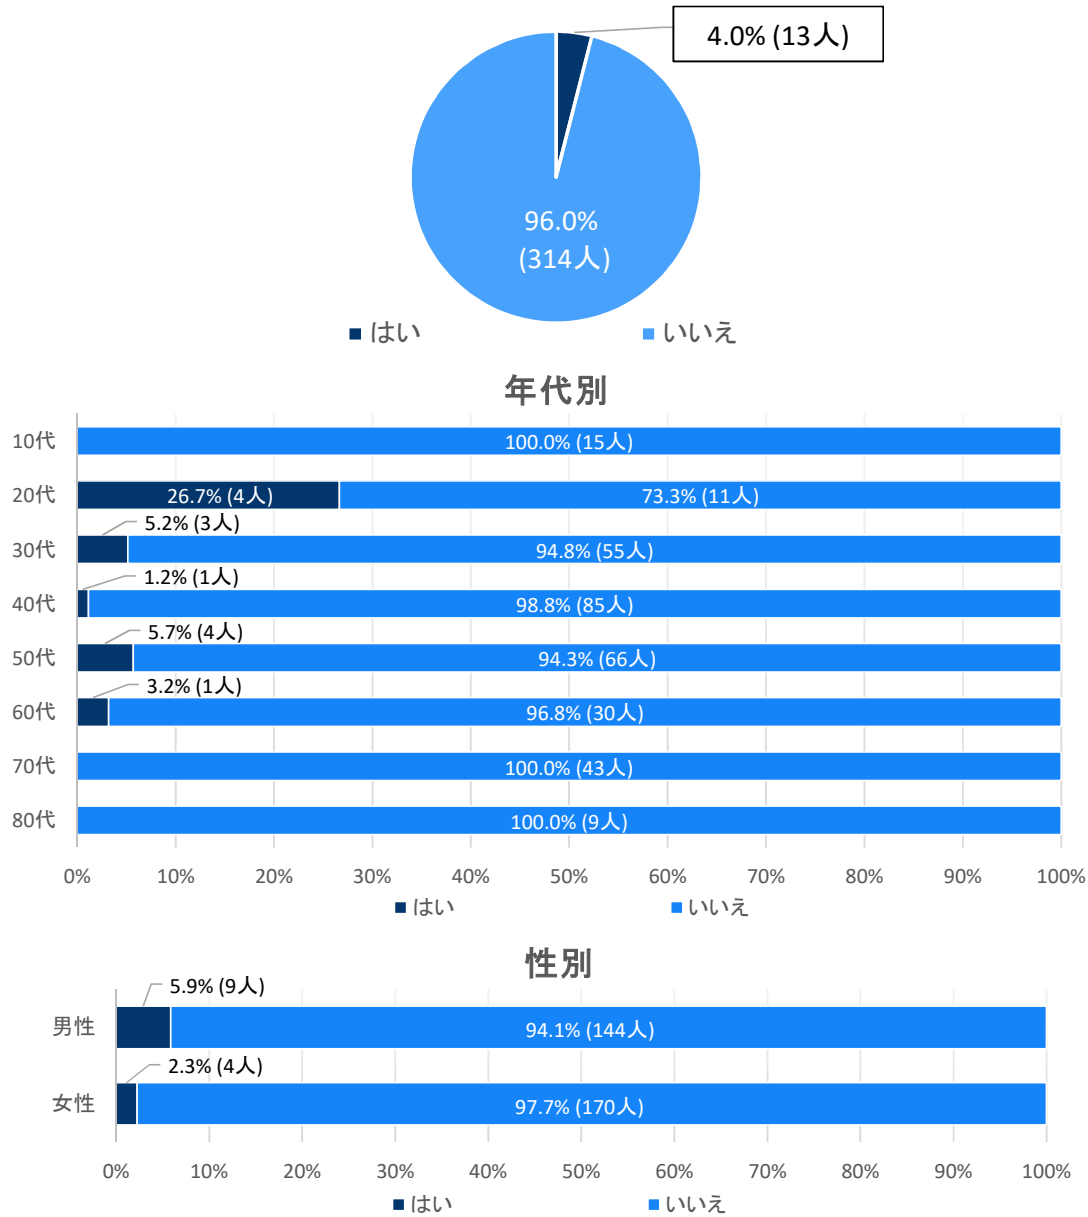 4.0% (13人)
96.0%
(314人)
はい いいえ
年代別
10代 100.0% (15人)
20代 26.7% (4人) 73.3% (11人)
5.2% (3人)
30代 94.8% (55人)
1.2% (1人)
40代 98.8% (85人)
5.7% (4人)
50代 94.3% (66人)
3.2% (1人)
60代 96.8% (30人)
70代 100.0% (43人)
80代 100.0% (9人)
0% 10% 20% 30% 40% 50% 60% 70% 80% 90% 100%
はい いいえ
性別
5.9% (9人)
男性 94.1% (144人)
2.3% (4人)
女性 97.7% (170人)
0% 10% 20% 30% 40% 50% 60% 70% 80% 90% 100%
はい いいえ